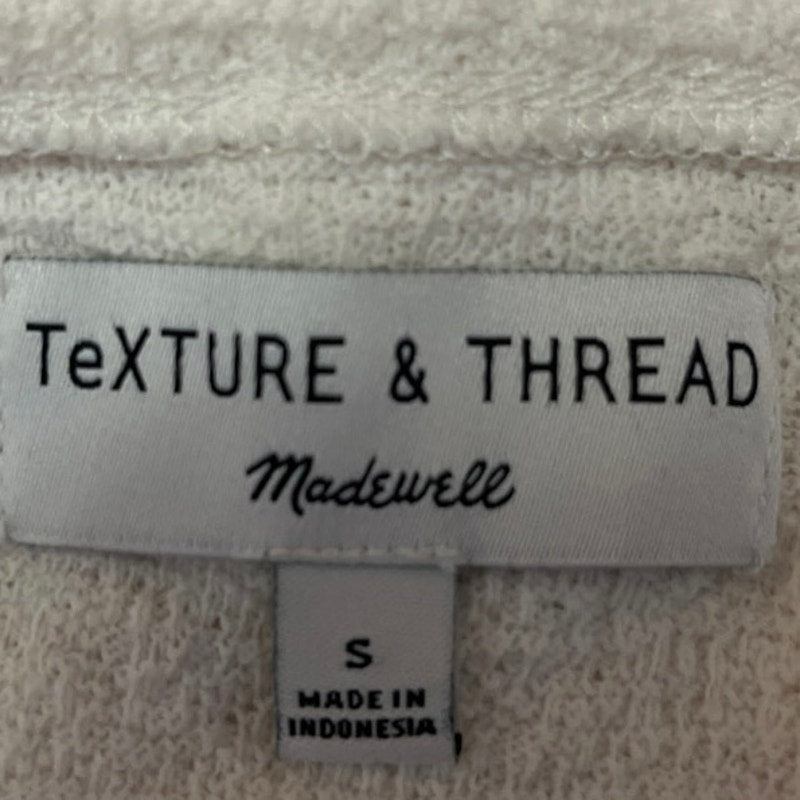 TeXTURE & THREAD
Madewell
S
MADE IN
INDONESIA